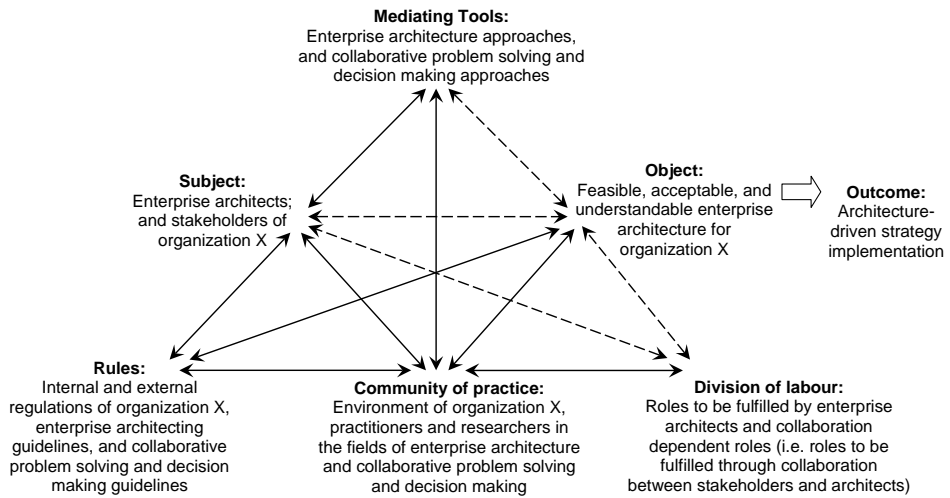 Mediating Tools:
Enterprise architecture approaches,
and collaborative problem solving and
decision making approaches
Subject:
Enterprise architects;
and stakeholders of
organization X
Object:
Feasible, acceptable, and
understandable enterprise
architecture for
organization X
Outcome:
Architecture-
driven strategy
implementation
Rules:
Internal and external
regulations of organization X,
enterprise architecting
guidelines, and collaborative
problem solving and decision
making guidelines
Community of practice:
Environment of organization X,
practitioners and researchers in
the fields of enterprise architecture
and collaborative problem solving
and decision making
Division of labour:
Roles to be fulfilled by enterprise
architects and collaboration
dependent roles (i.e. roles to be
fulfilled through collaboration
between stakeholders and architects)